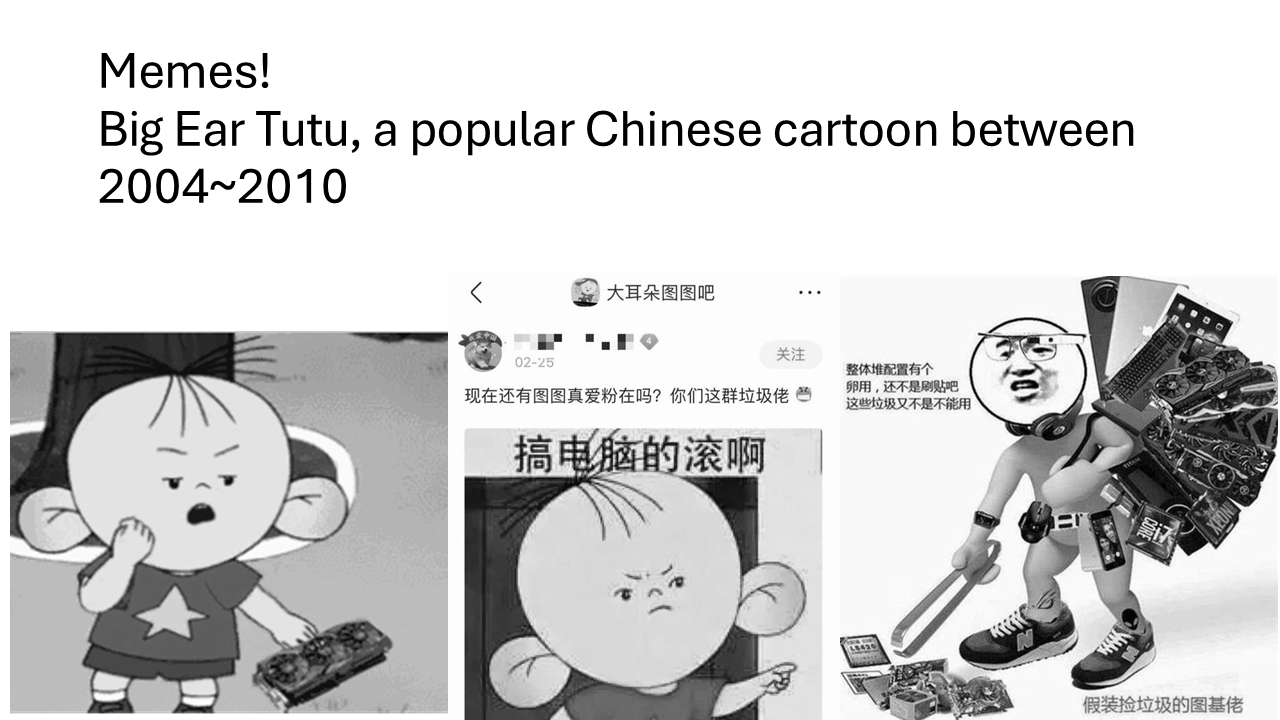 Memes!
Big Ear Tutu, a popular Chinese cartoon between
2004~2010
大耳朵图图吧
4
02-25
关注
现在还有图图真爱粉在吗？你们这群垃圾佬
搞电脑的滚啊
整体堆配置有个
卵用，还不是刷贴吧
这些垃圾又不是不能用
CORE
N
N
L5420
假装捡垃圾的图基佬